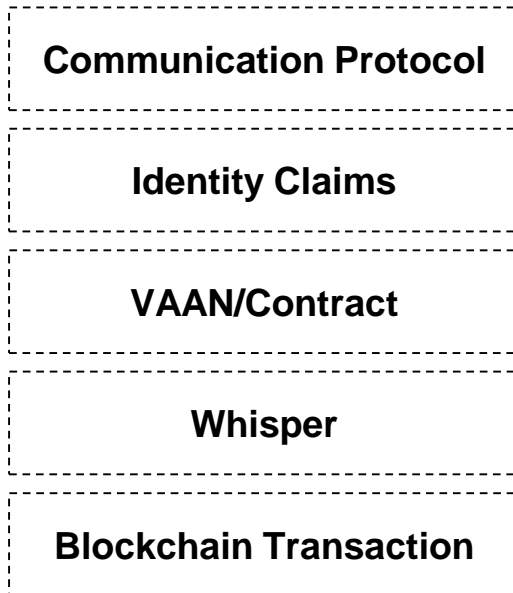 Communication Protocol
Identity Claims
VAAN/Contract
Whisper
Blockchain Transaction